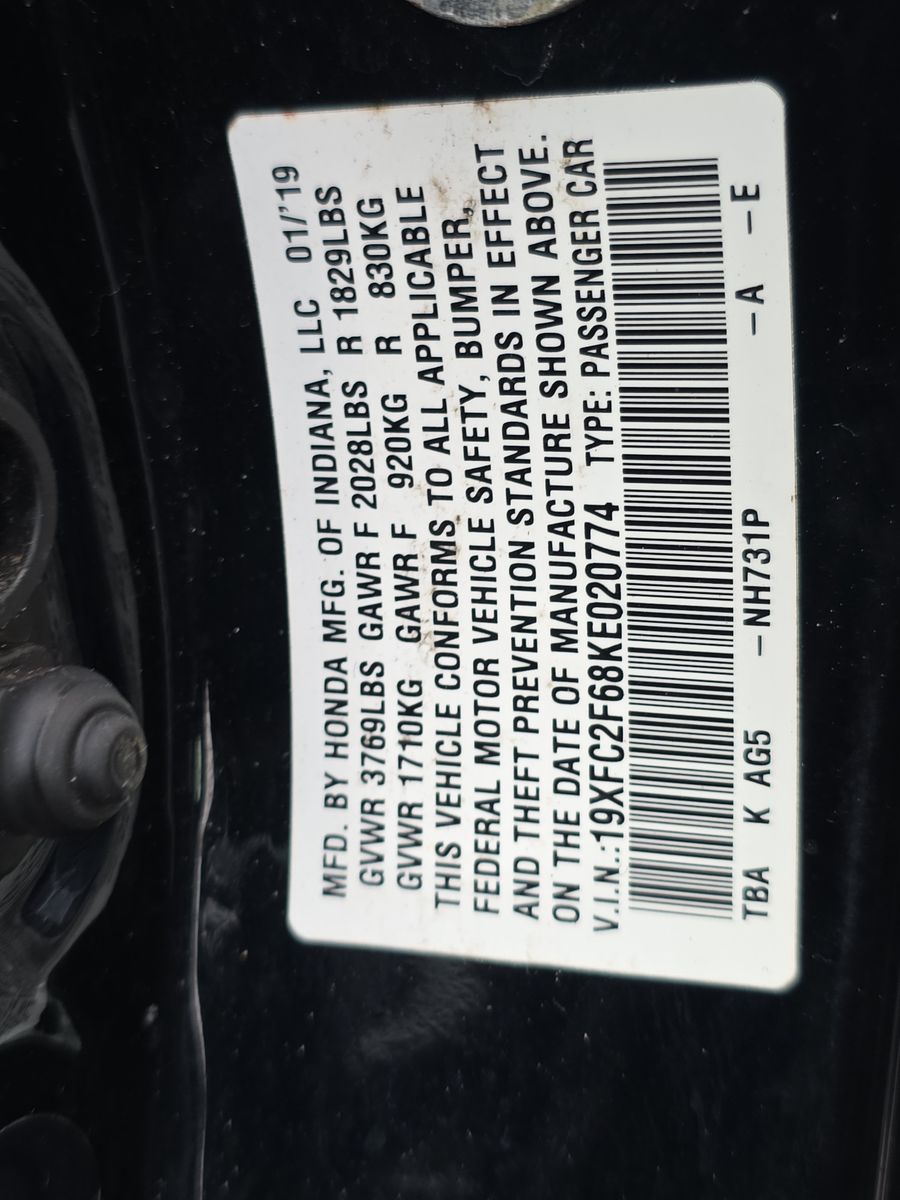 MFD. BY HONDA MFG. OF INDIANA, LLC 01/'19
GVWR 3769LBS GAWR F 2028LBS R 1829LBS
GVWR 1710KG GAWR F 920KG R 830KG
THIS VEHICLE CONFORMS TO ALL APPLICABLE
FEDERAL MOTOR VEHICLE SAFETY, BUMPER,
AND THEFT PREVENTION STANDARDS IN EFFECT
ON THE DATE OF MANUFACTURE SHOWN ABOVE.
V.I.N.:19XFC2F68KE020774 TYPE: PASSENGER CAR
TBA K AG5 -NH731P -A -E